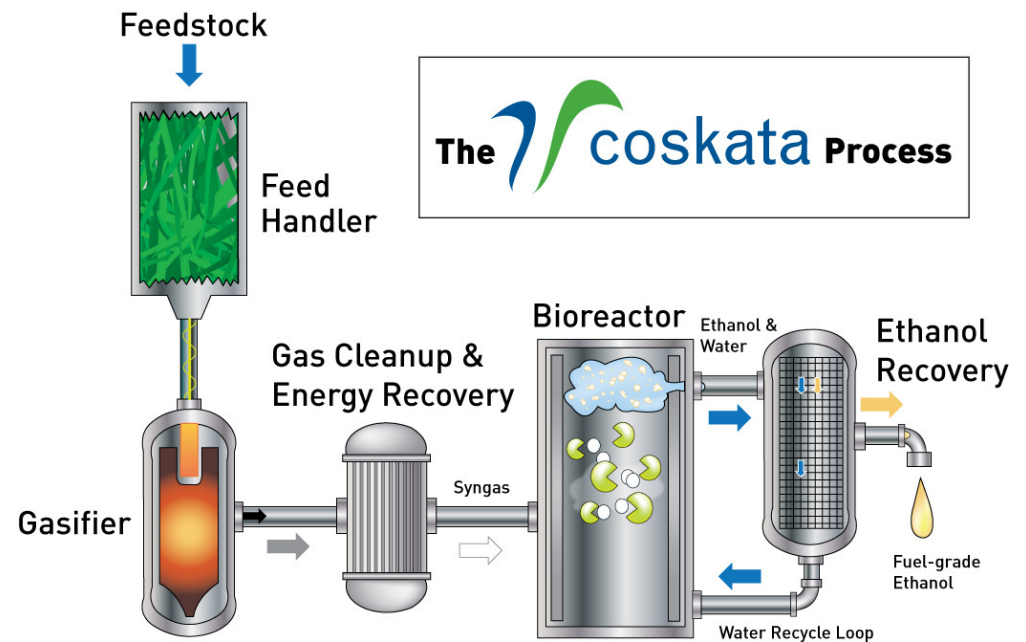 Feedstock
The coskata Process
Feed
Handler
Bioreactor
Ethanol &
Water
Ethanol
Recovery
Gas Cleanup &
Energy Recovery
Syngas
Gasifier
Fuel-grade
Ethanol
Water Recycle Loop